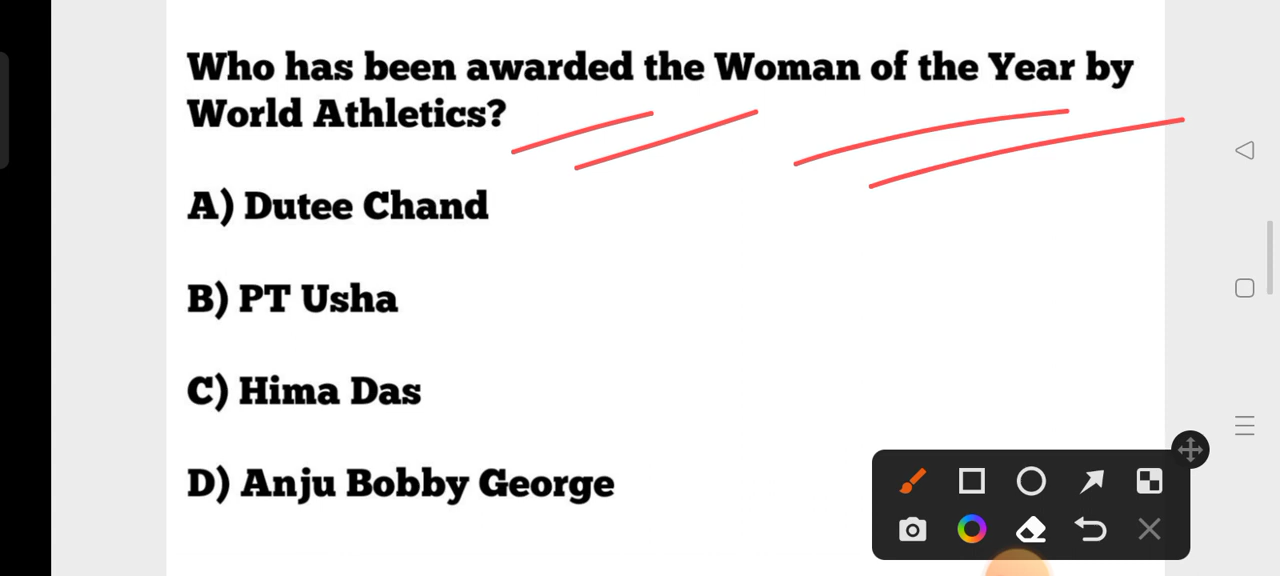 Who has been awarded the Woman of the Year by
World Athletics?
A) Dutee Chand
B) PT Usha
C) Hima Das
D) Anju Bobby George